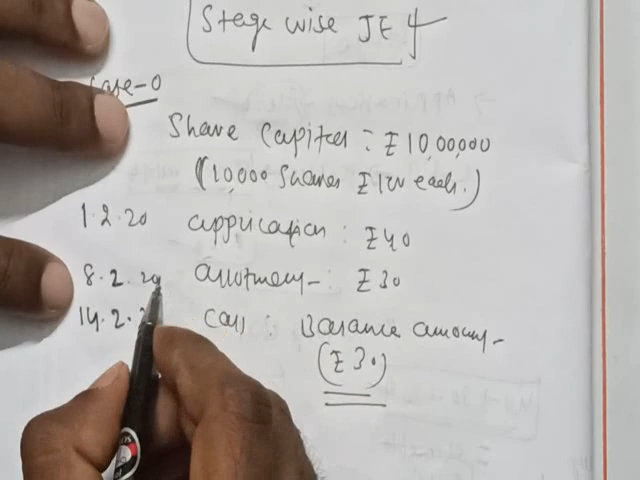 Stage wise JE
Case-0
Share Capital : ₹10,00,000
(10,000 Shares ₹100 each.)
1.2.20 application : ₹40
8.2.20 allotment : ₹30
14.2. Call : Balance amount
(₹30)